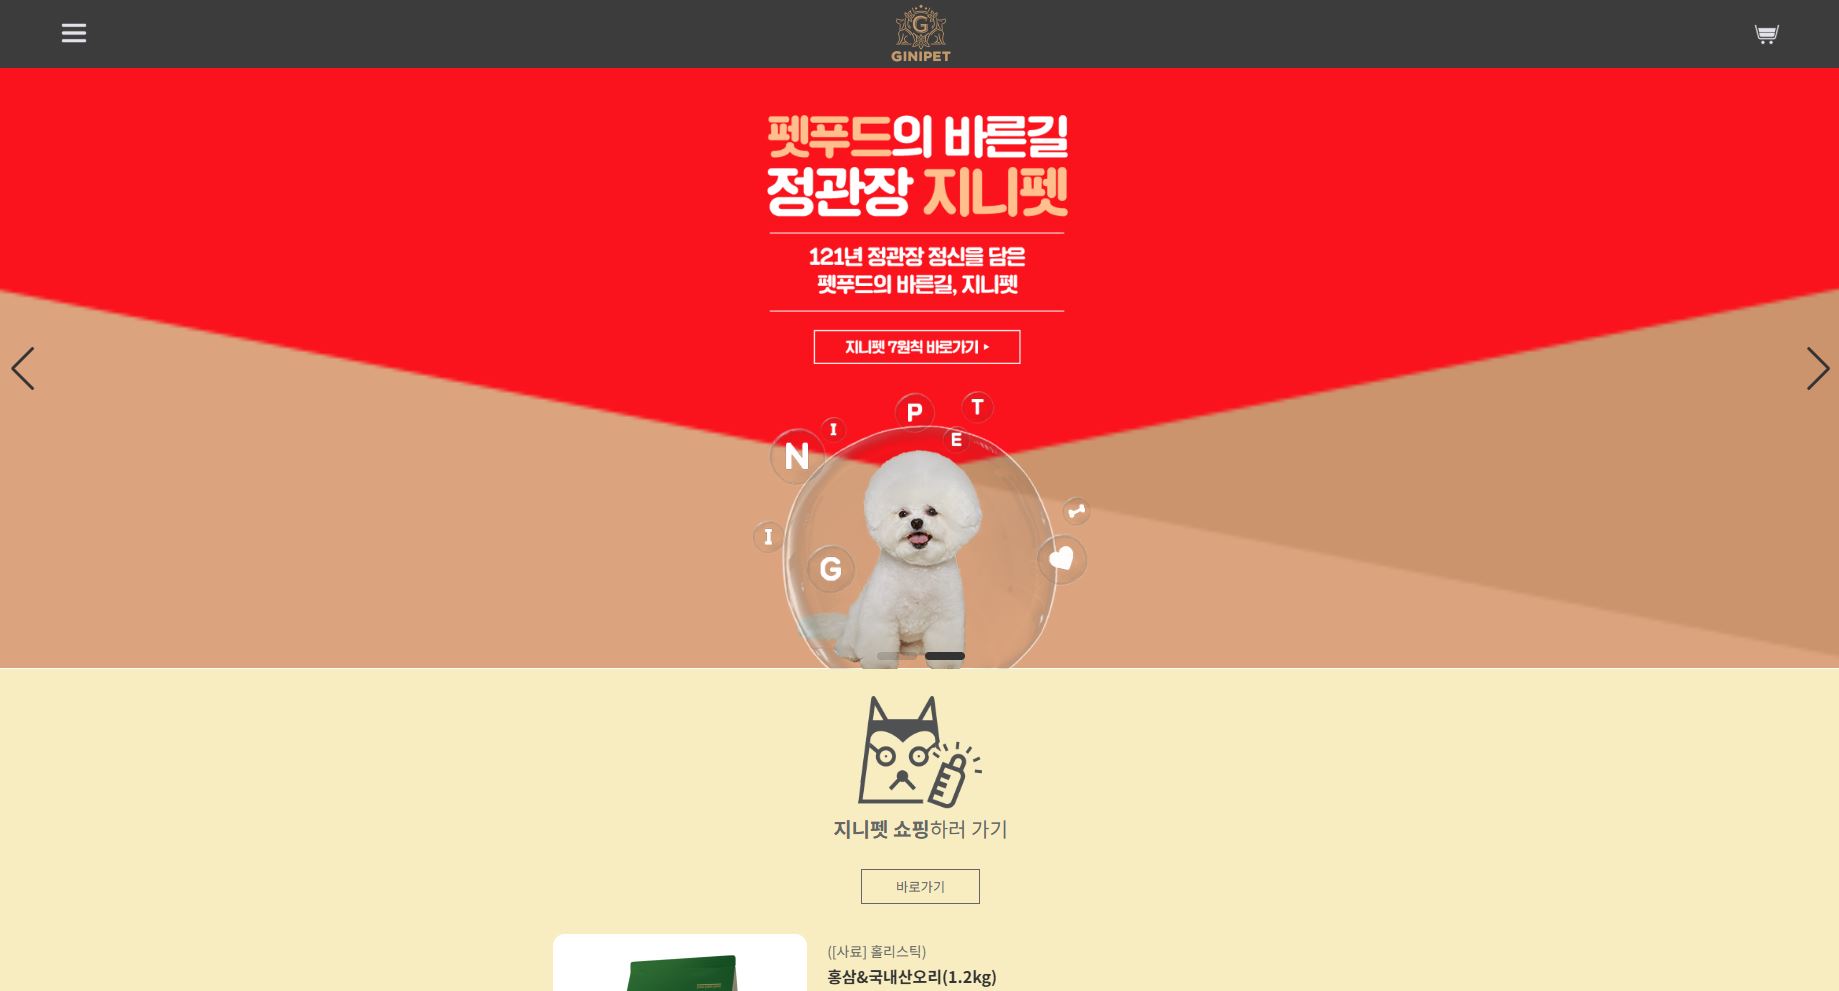 G
GINIPET
펫푸드의 바른길
정관장 지니펫
121년 정관장 정신을 담은
펫푸드의 바른길, 지니펫
지니펫 7원칙 바로가기 ▸
G
I
N
I
P
E
T
지니펫 쇼핑하러 가기
바로가기
([사료] 홀리스틱)
홍삼&국내산오리(1.2kg)